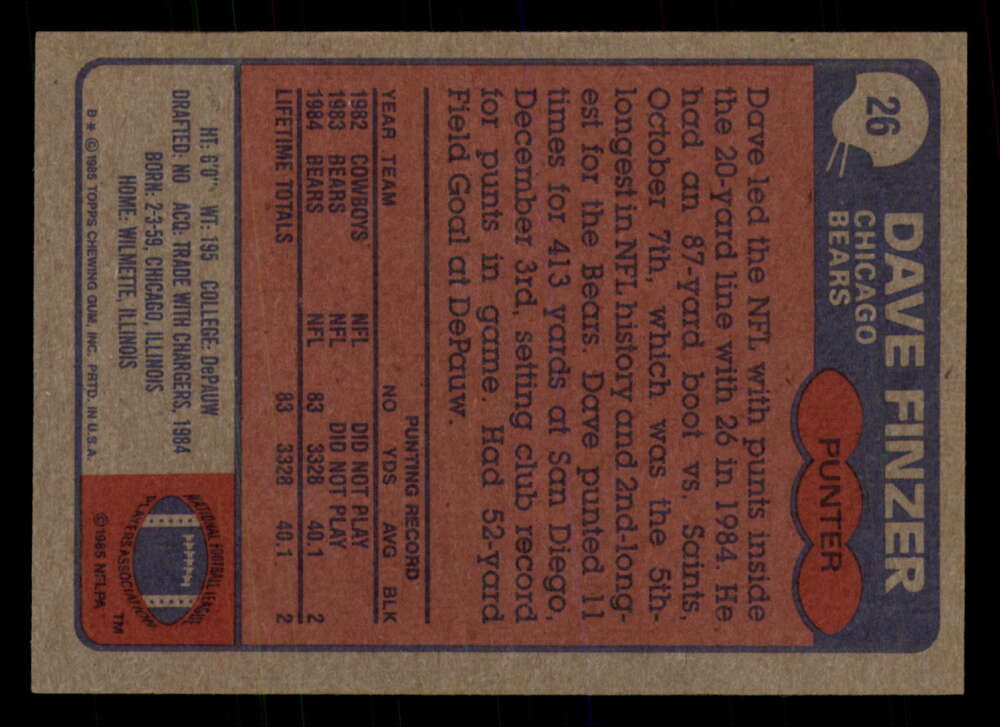 26
DAVE FINZER
CHICAGO
BEARS
PUNTER
Dave led the NFL with punts inside
the 20-yard line with 26 in 1984. He
had an 87-yard boot vs. Saints,
October 7th, which was the 5th-
longest in NFL history and 2nd-long-
est for the Bears. Dave punted 11
times for 413 yards at San Diego,
December 3rd, setting club record
for punts in game. Had 52-yard
Field Goal at DePauw.
PUNTING RECORD
YEAR TEAM NO YDS AVG BLK
1982 COWBOYS NFL DID NOT PLAY
1983 BEARS NFL DID NOT PLAY
1984 BEARS NFL 83 3328 40.1 2
LIFETIME TOTALS 83 3328 40.1 2
HT: 6'0" WT: 195 COLLEGE: DePAUW
DRAFTED: NO ACQ: TRADE WITH CHARGERS, 1984
BORN: 2-3-59, CHICAGO, ILLINOIS
HOME: WILMETTE, ILLINOIS
B* © 1985 TOPPS CHEWING GUM, INC. PRTD. IN U.S.A.
NATIONAL FOOTBALL LEAGUE
PLAYERS ASSOCIATION
TM
© 1985 NFLPA